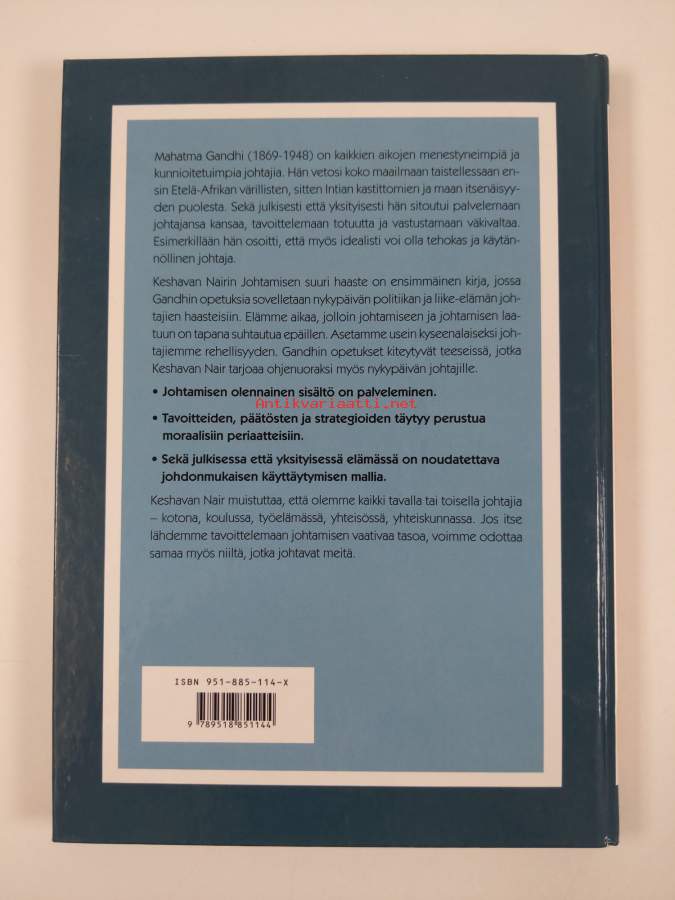 Mahatma Gandhi (1869-1948) on kaikkien aikojen menestyneimpiä ja
kunnioitetuimpia johtajia. Hän vetosi koko maailmaan taistellessaan en-
sin Etelä-Afrikan värillisten, sitten Intian kastittomien ja maan itsenäisyy-
den puolesta. Sekä julkisesti että yksityisesti hän sitoutui palvelemaan
johtajansa kansaa, tavoittelemaan totuutta ja vastustamaan väkivaltaa.
Esimerkillään hän osoitti, että myös idealisti voi olla tehokas ja käytän-
nöllinen johtaja.
Keshavan Nairin Johtamisen suuri haaste on ensimmäinen kirja, jossa
Gandhin opetuksia sovelletaan nykypäivän politiikan ja liike-elämän joh-
tajien haasteisiin. Elämme aikaa, jolloin johtamiseen ja johtamisen laa-
tuun on tapana suhtautua epäillen. Asetamme usein kyseenalaiseksi joh-
tajiemme rehellisyyden. Gandhin opetukset kiteytyvät teeseissä, jotka
Keshavan Nair tarjoaa ohjenuoraksi myös nykypäivän johtajille.
• Johtamisen olennainen sisältö on palveleminen.
Antikvariaatti.net
• Tavoitteiden, päätösten ja strategioiden täytyy perustua
moraalisiin periaatteisiin.
• Sekä julkisessa että yksityisessä elämässä on noudatettava
johdonmukaisen käyttäytymisen mallia.
Keshavan Nair muistuttaa, että olemme kaikki tavalla tai toisella johtajia
– kotona, koulussa, työelämässä, yhteisössä, yhteiskunnassa. Jos itse
lähdemme tavoittelemaan johtamisen vaativaa tasoa, voimme odottaa
samaa myös niiltä, jotka johtavat meitä.
ISBN 951-885-114-X
9 789518 851144